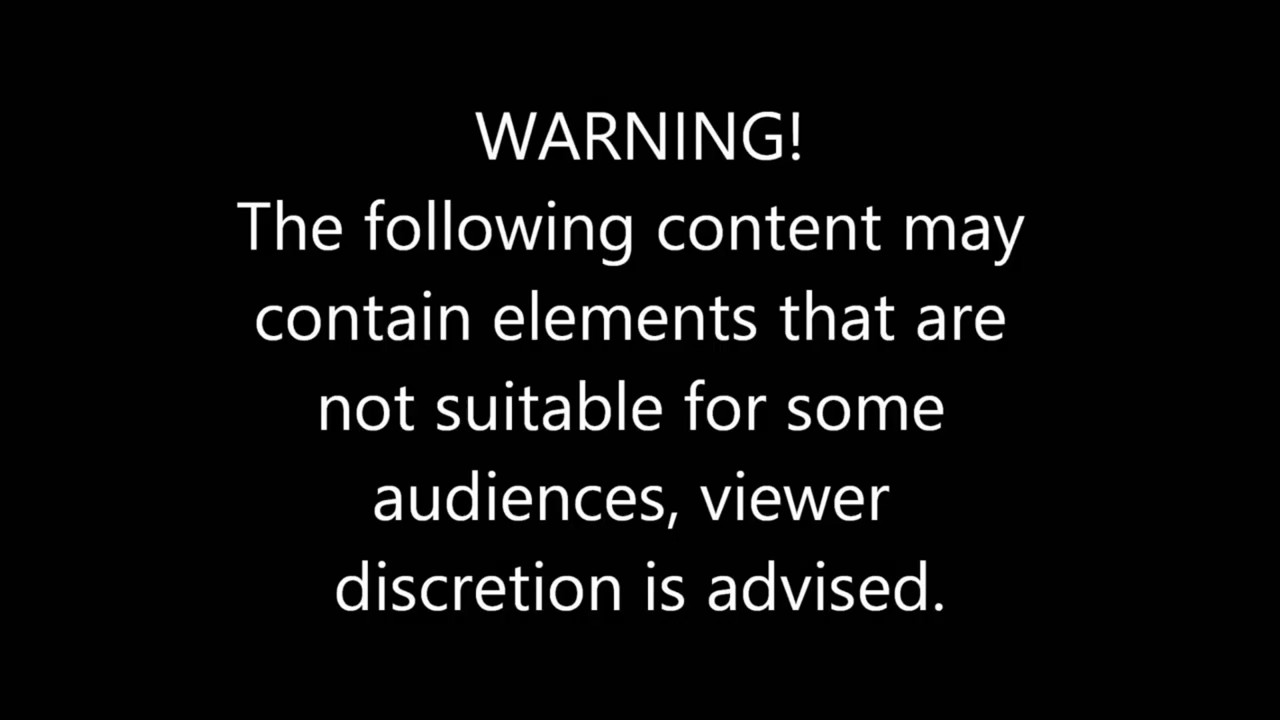 WARNING!
The following content may
contain elements that are
not suitable for some
audiences, viewer
discretion is advised.